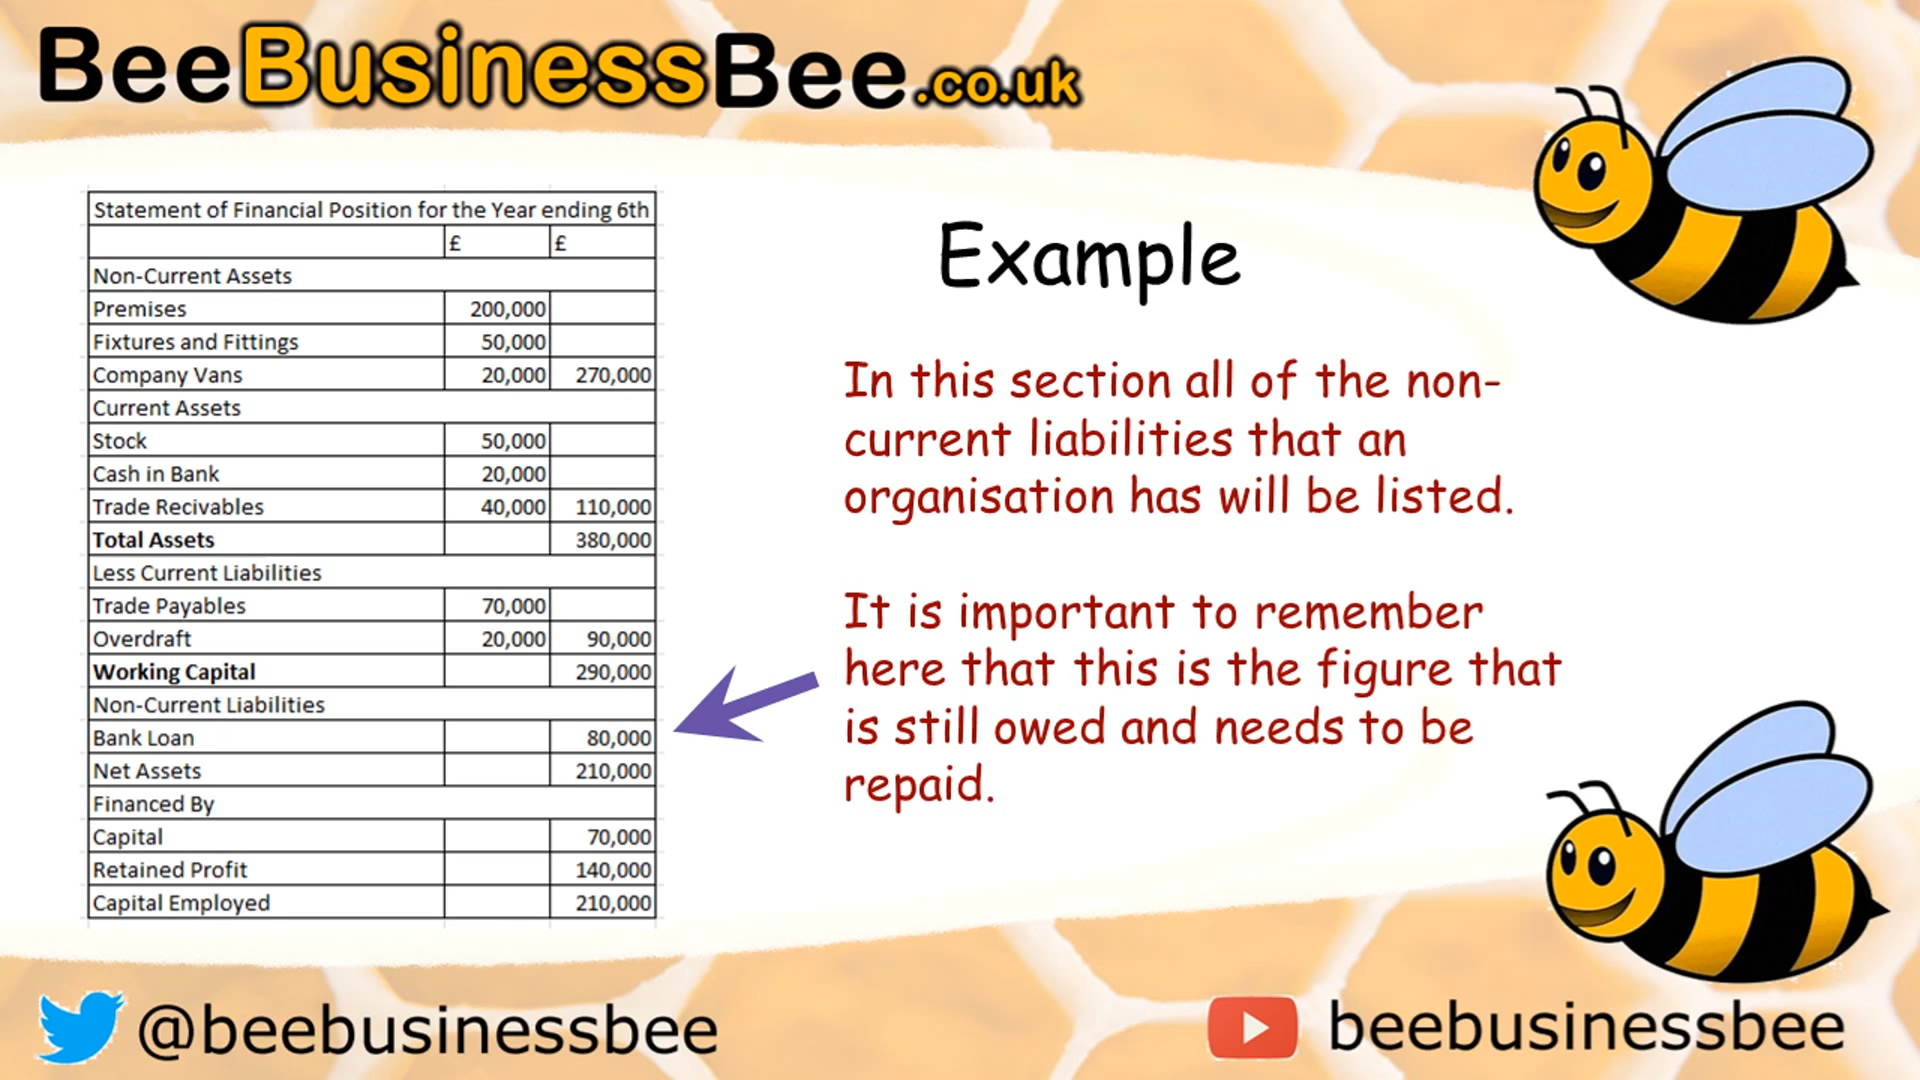 BeeBusinessBee.co.uk
Statement of Financial Position for the Year ending 6th
£ £
Non-Current Assets
Premises 200,000
Fixtures and Fittings 50,000
Company Vans 20,000 270,000
Current Assets
Stock 50,000
Cash in Bank 20,000
Trade Recivables 40,000 110,000
Total Assets 380,000
Less Current Liabilities
Trade Payables 70,000
Overdraft 20,000 90,000
Working Capital 290,000
Non-Current Liabilities
Bank Loan 80,000
Net Assets 210,000
Financed By
Capital 70,000
Retained Profit 140,000
Capital Employed 210,000
Example
In this section all of the non-
current liabilities that an
organisation has will be listed.
It is important to remember
here that this is the figure that
is still owed and needs to be
repaid.
@beebusinessbee
beebusinessbee